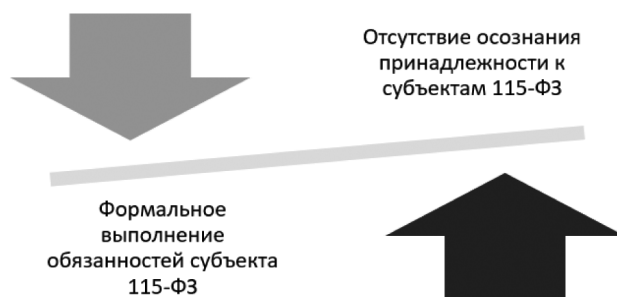 Отсутствие осознания
принадлежности к
субъектам 115-ФЗ
Формальное
выполнение
обязанностей субъекта
115-ФЗ